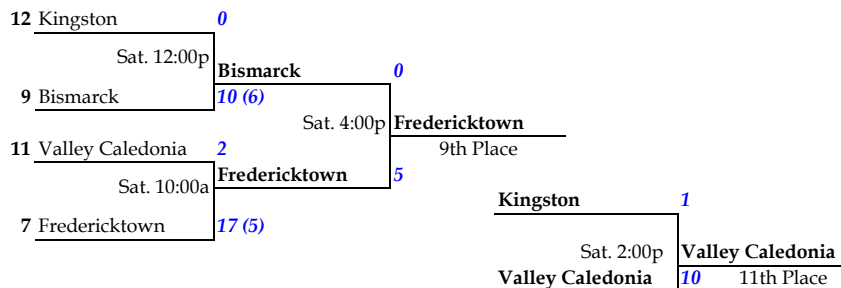 12 Kingston 0
Sat. 12:00p
Bismarck 0
9 Bismarck 10 (6)
Sat. 4:00p Fredericktown
11 Valley Caledonia 2
9th Place
Sat. 10:00a Fredericktown 5
Kingston 1
7 Fredericktown 17 (5)
Sat. 2:00p Valley Caledonia
Valley Caledonia 10 11th Place